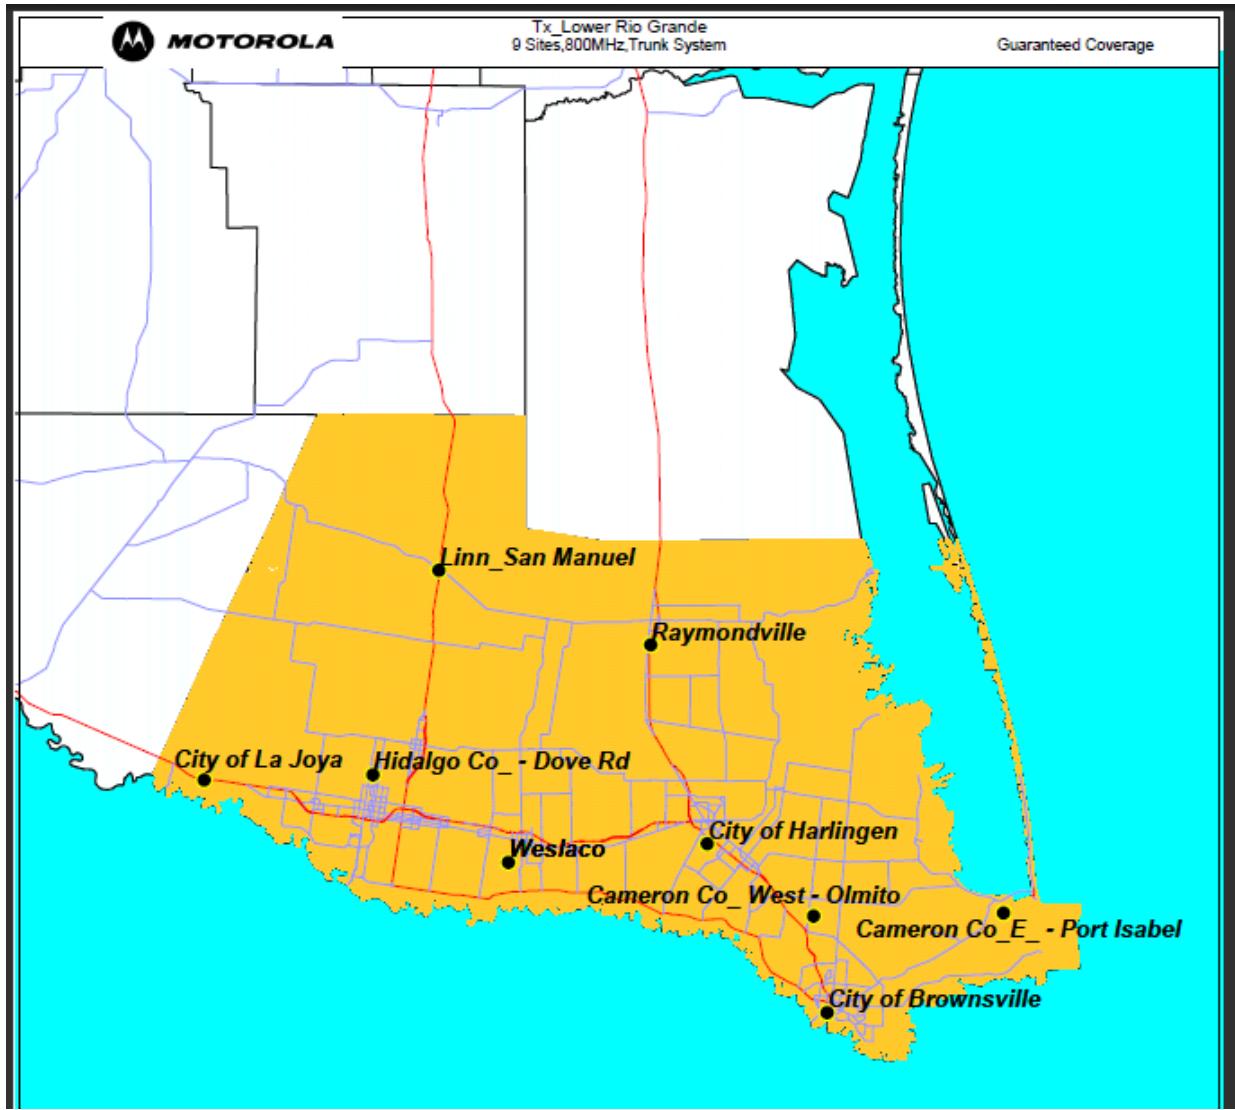 MOTOROLA
Tx_Lower Rio Grande
9 Sites,800MHz,Trunk System
Guaranteed Coverage
Linn_San Manuel
Raymondville
City of La Joya
Hidalgo Co_ - Dove Rd
City of Harlingen
Weslaco
Cameron Co_ West - Olmito
Cameron Co_E_ - Port Isabel
City of Brownsville